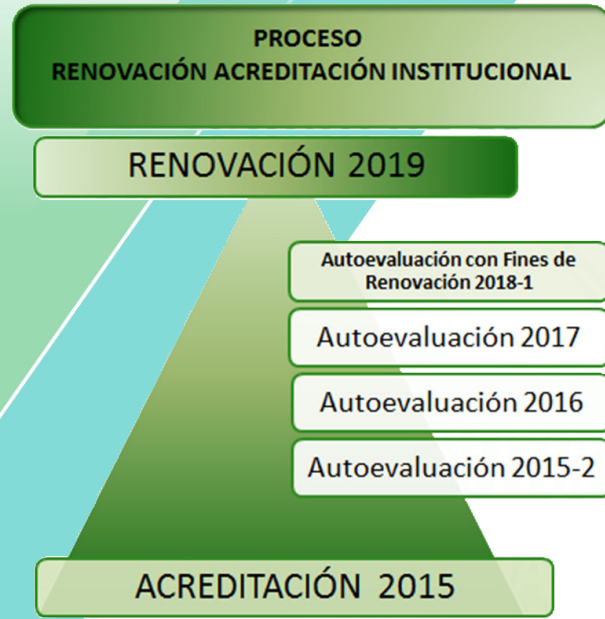 PROCESO
RENOVACIÓN ACREDITACIÓN INSTITUCIONAL
RENOVACIÓN 2019
Autoevaluación con Fines de
Renovación 2018-1
Autoevaluación 2017
Autoevaluación 2016
Autoevaluación 2015-2
ACREDITACIÓN 2015